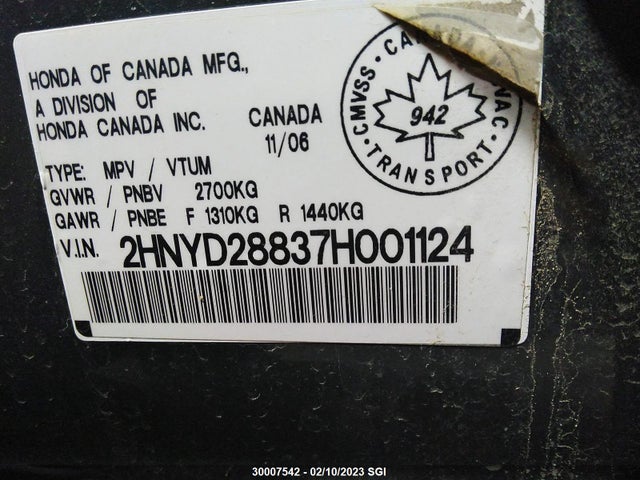 HONDA OF CANADA MFG.,
A DIVISION OF
HONDA CANADA INC. CANADA
11/06
TYPE: MPV / VTUM
GVWR / PNBV 2700KG
GAWR / PNBE F 1310KG R 1440KG
V.I.N. 2HNYD28837H001124
CMVSS
942
TRANSPORT
30007542 - 02/10/2023 SGI